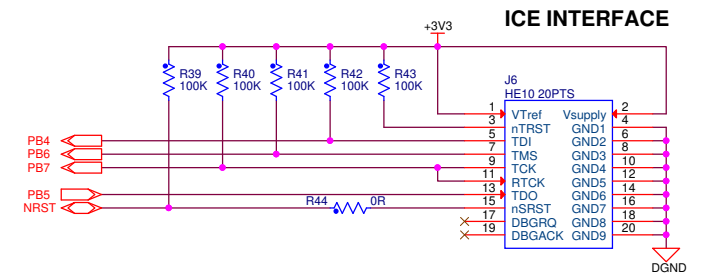 ICE INTERFACE
+3V3
R39
100K
R40
100K
R41
100K
R42
100K
R43
100K
J6
HE10 20PTS
1 VTref Vsupply 2
3 nTRST GND1 4
5 TDI GND2 6
7 TMS GND3 8
9 TCK GND4 10
11 RTCK GND5 12
13 TDO GND6 14
15 nSRST GND7 16
17 DBGRQ GND8 18
19 DBGACK GND9 20
PB4
PB6
PB7
PB5
NRST
R44 0R
DGND